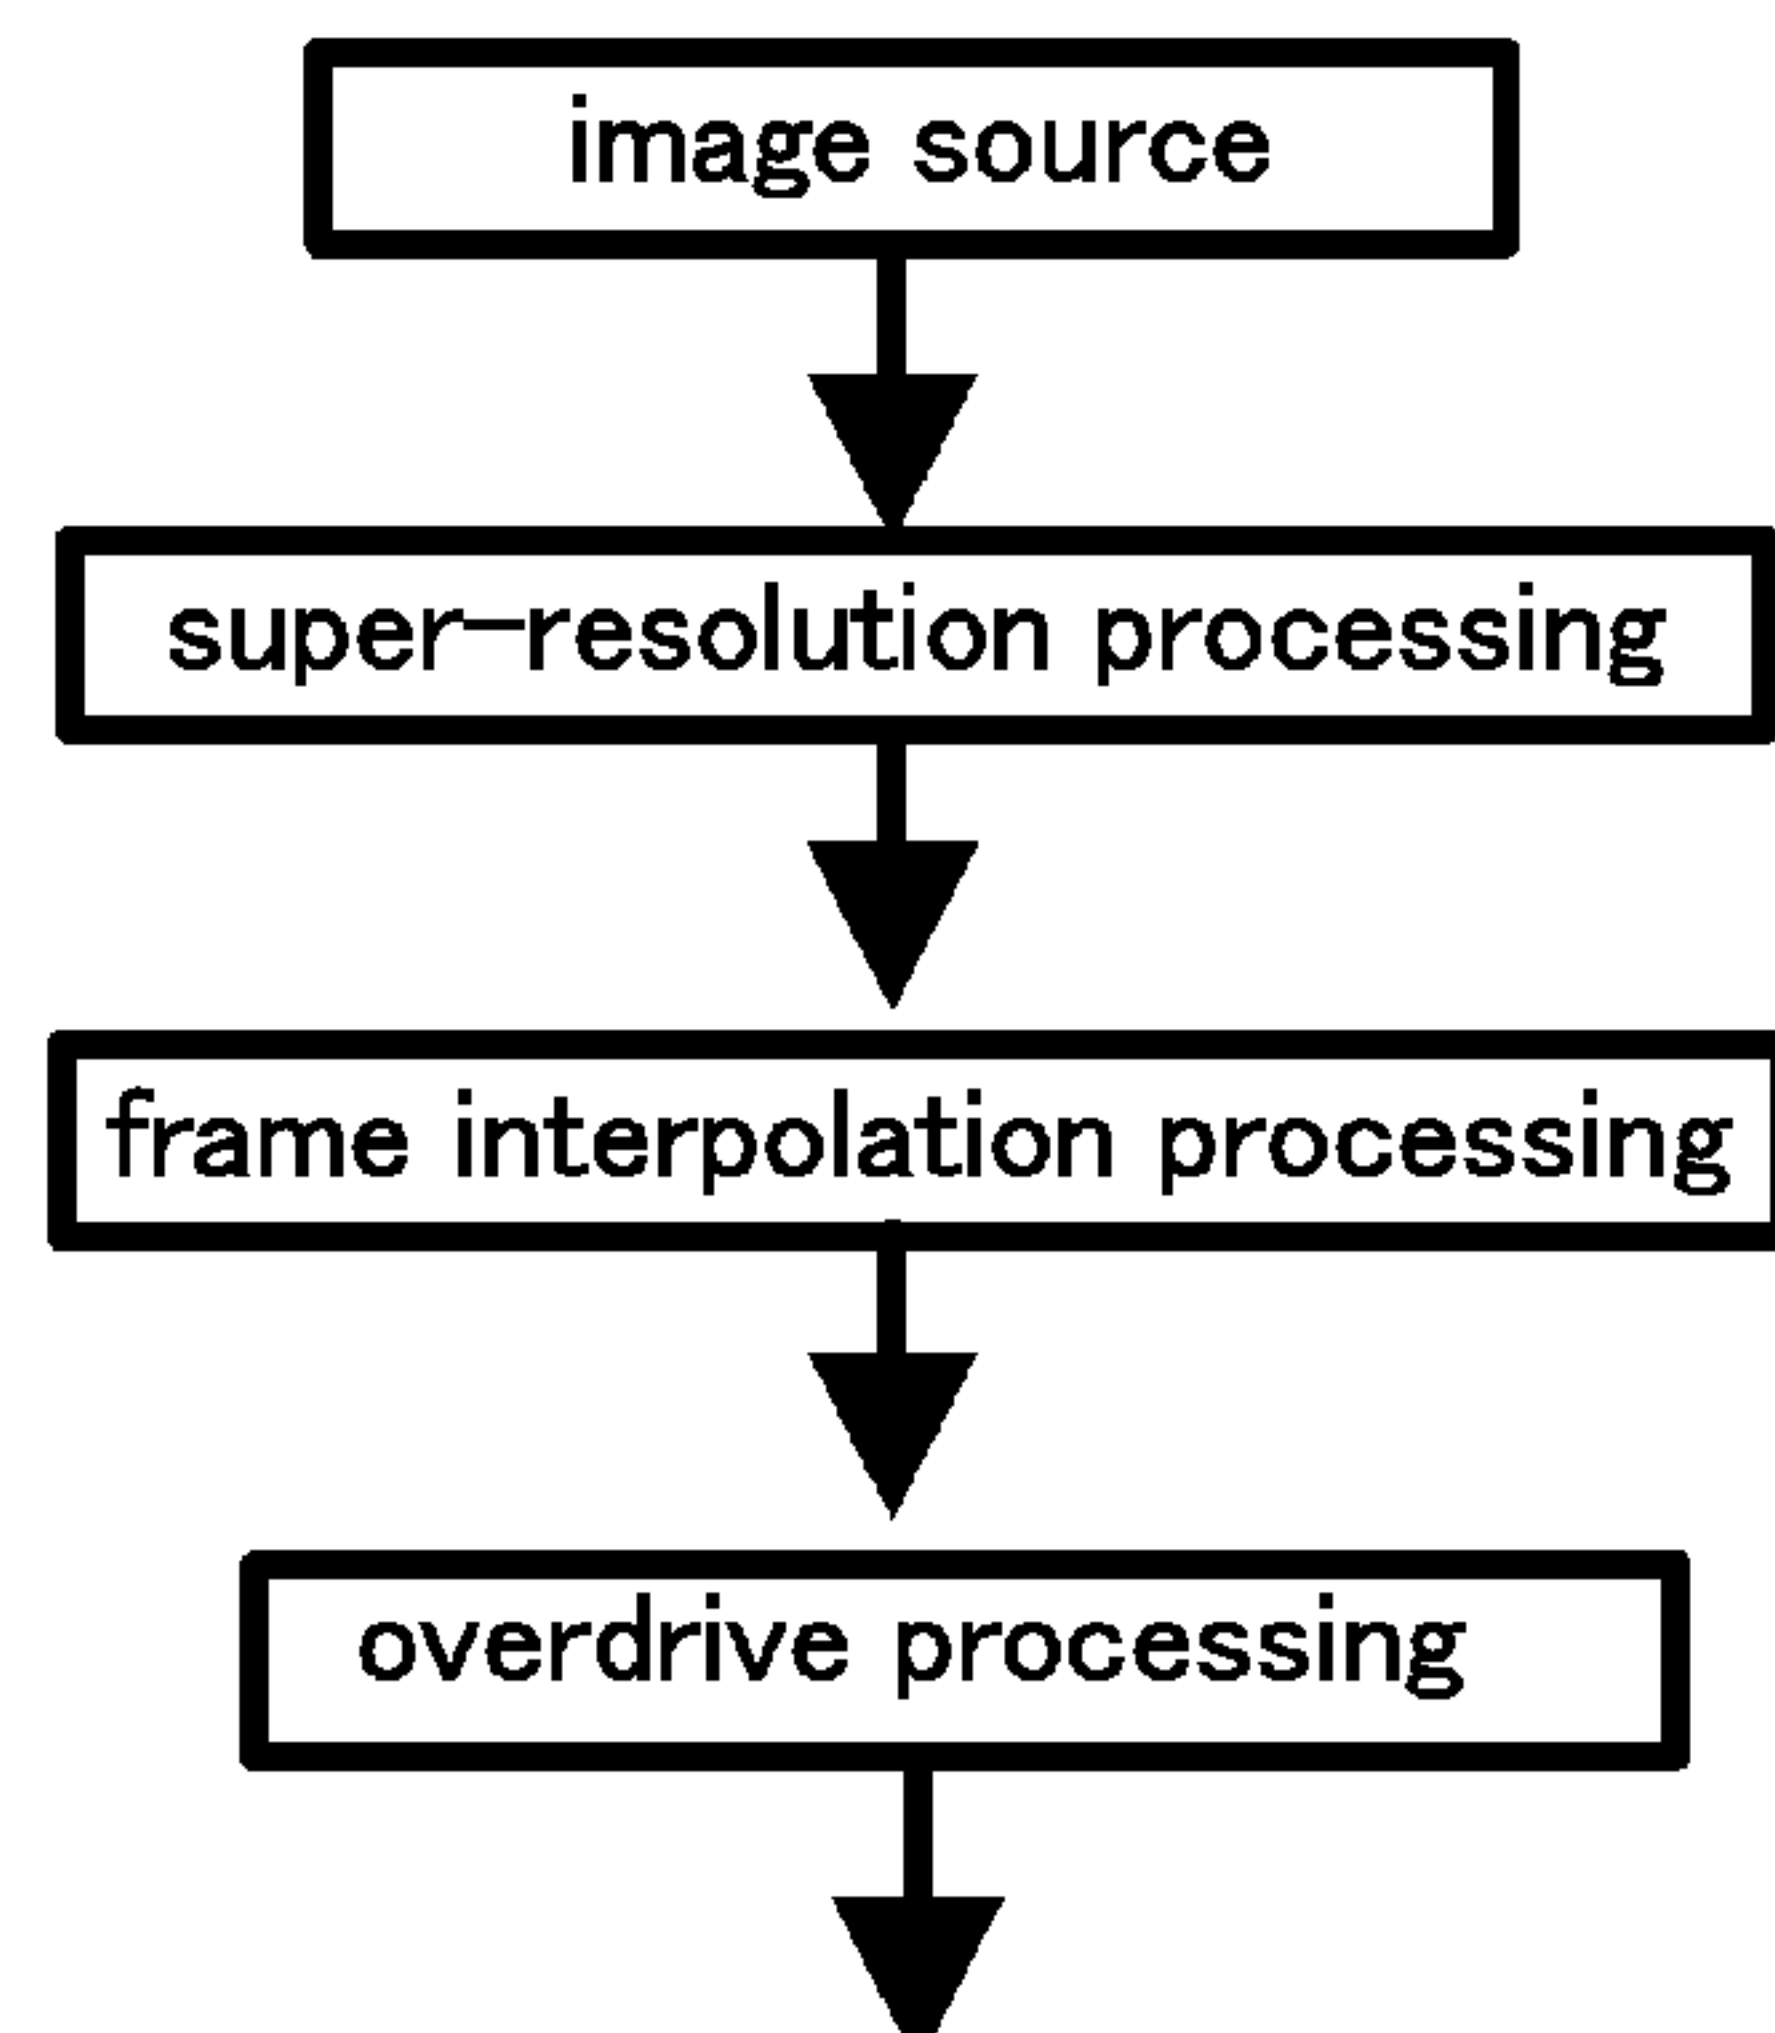 image source
super-resolution processing
frame interpolation processing
overdrive processing